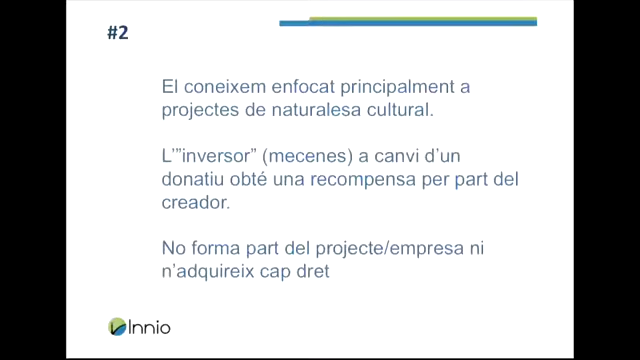 #2
El coneixem enfocat principalment a
projectes de naturalesa cultural.
L'”inversor” (mecenes) a canvi d'un
donatiu obté una recompensa per part del
creador.
No forma part del projecte/empresa ni
n'adquireix cap dret
Innio